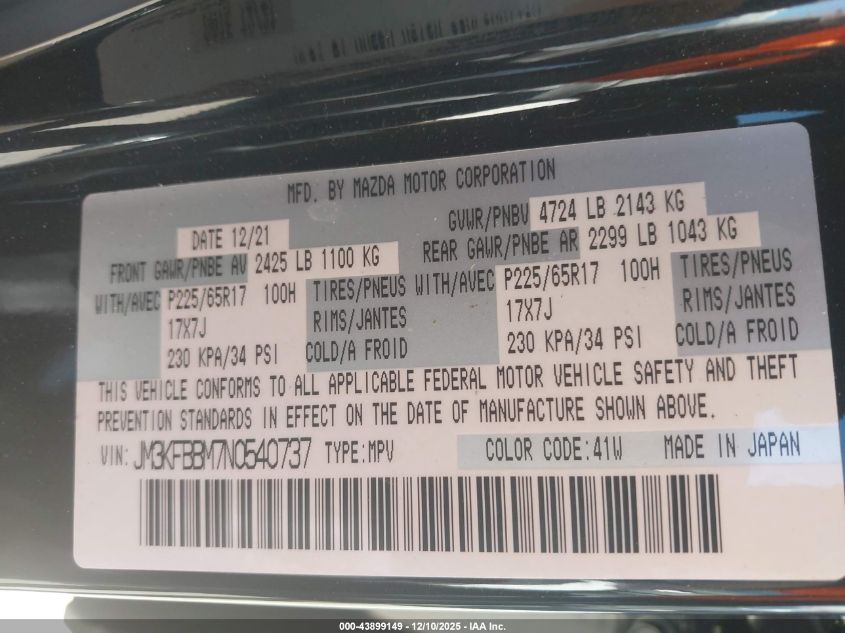 MFD. BY MAZDA MOTOR CORPORATION
DATE 12/21 GVWR/PNBV 4724 LB 2143 KG
FRONT GAWR/PNBE AV 2425 LB 1100 KG REAR GAWR/PNBE AR 2299 LB 1043 KG
WITH/AVEC P225/65R17 100H TIRES/PNEUS WITH/AVEC P225/65R17 100H TIRES/PNEUS
17X7J RIMS/JANTES 17X7J RIMS/JANTES
230 KPA/34 PSI COLD/A FROID 230 KPA/34 PSI COLD/A FROID
THIS VEHICLE CONFORMS TO ALL APPLICABLE FEDERAL MOTOR VEHICLE SAFETY AND THEFT
PREVENTION STANDARDS IN EFFECT ON THE DATE OF MANUFACTURE SHOWN ABOVE.
VIN: JM3KFBBM7N0540737 TYPE:MPV COLOR CODE:41W MADE IN JAPAN
000-43899149 - 12/10/2025 - IAA Inc.